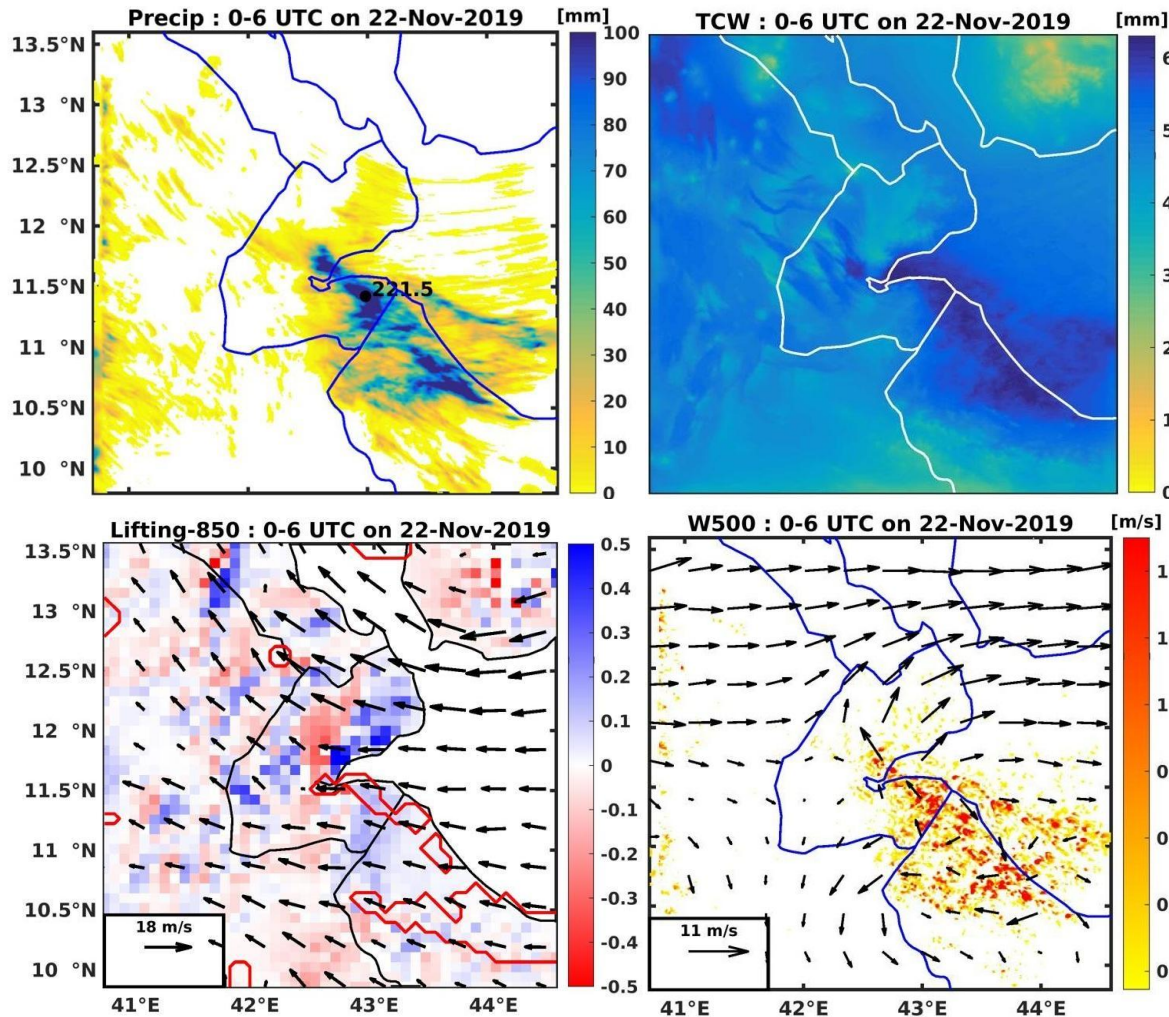 Precip : 0-6 UTC on 22-Nov-2019 [mm]
13.5°N
13 °N
12.5°N
12 °N
11.5°N
11 °N
10.5°N
10 °N
221.5
100
90
80
70
60
50
40
30
20
10
0
TCW : 0-6 UTC on 22-Nov-2019 [mm]
Lifting-850 : 0-6 UTC on 22-Nov-2019
13.5°N
13 °N
12.5°N
12 °N
11.5°N
11 °N
10.5°N
10 °N
18 m/s
41°E
42°E
43°E
44°E
0.5
0.4
0.3
0.2
0.1
0
-0.1
-0.2
-0.3
-0.4
-0.5
W500 : 0-6 UTC on 22-Nov-2019 [m/s]
11 m/s
41°E
42°E
43°E
44°E